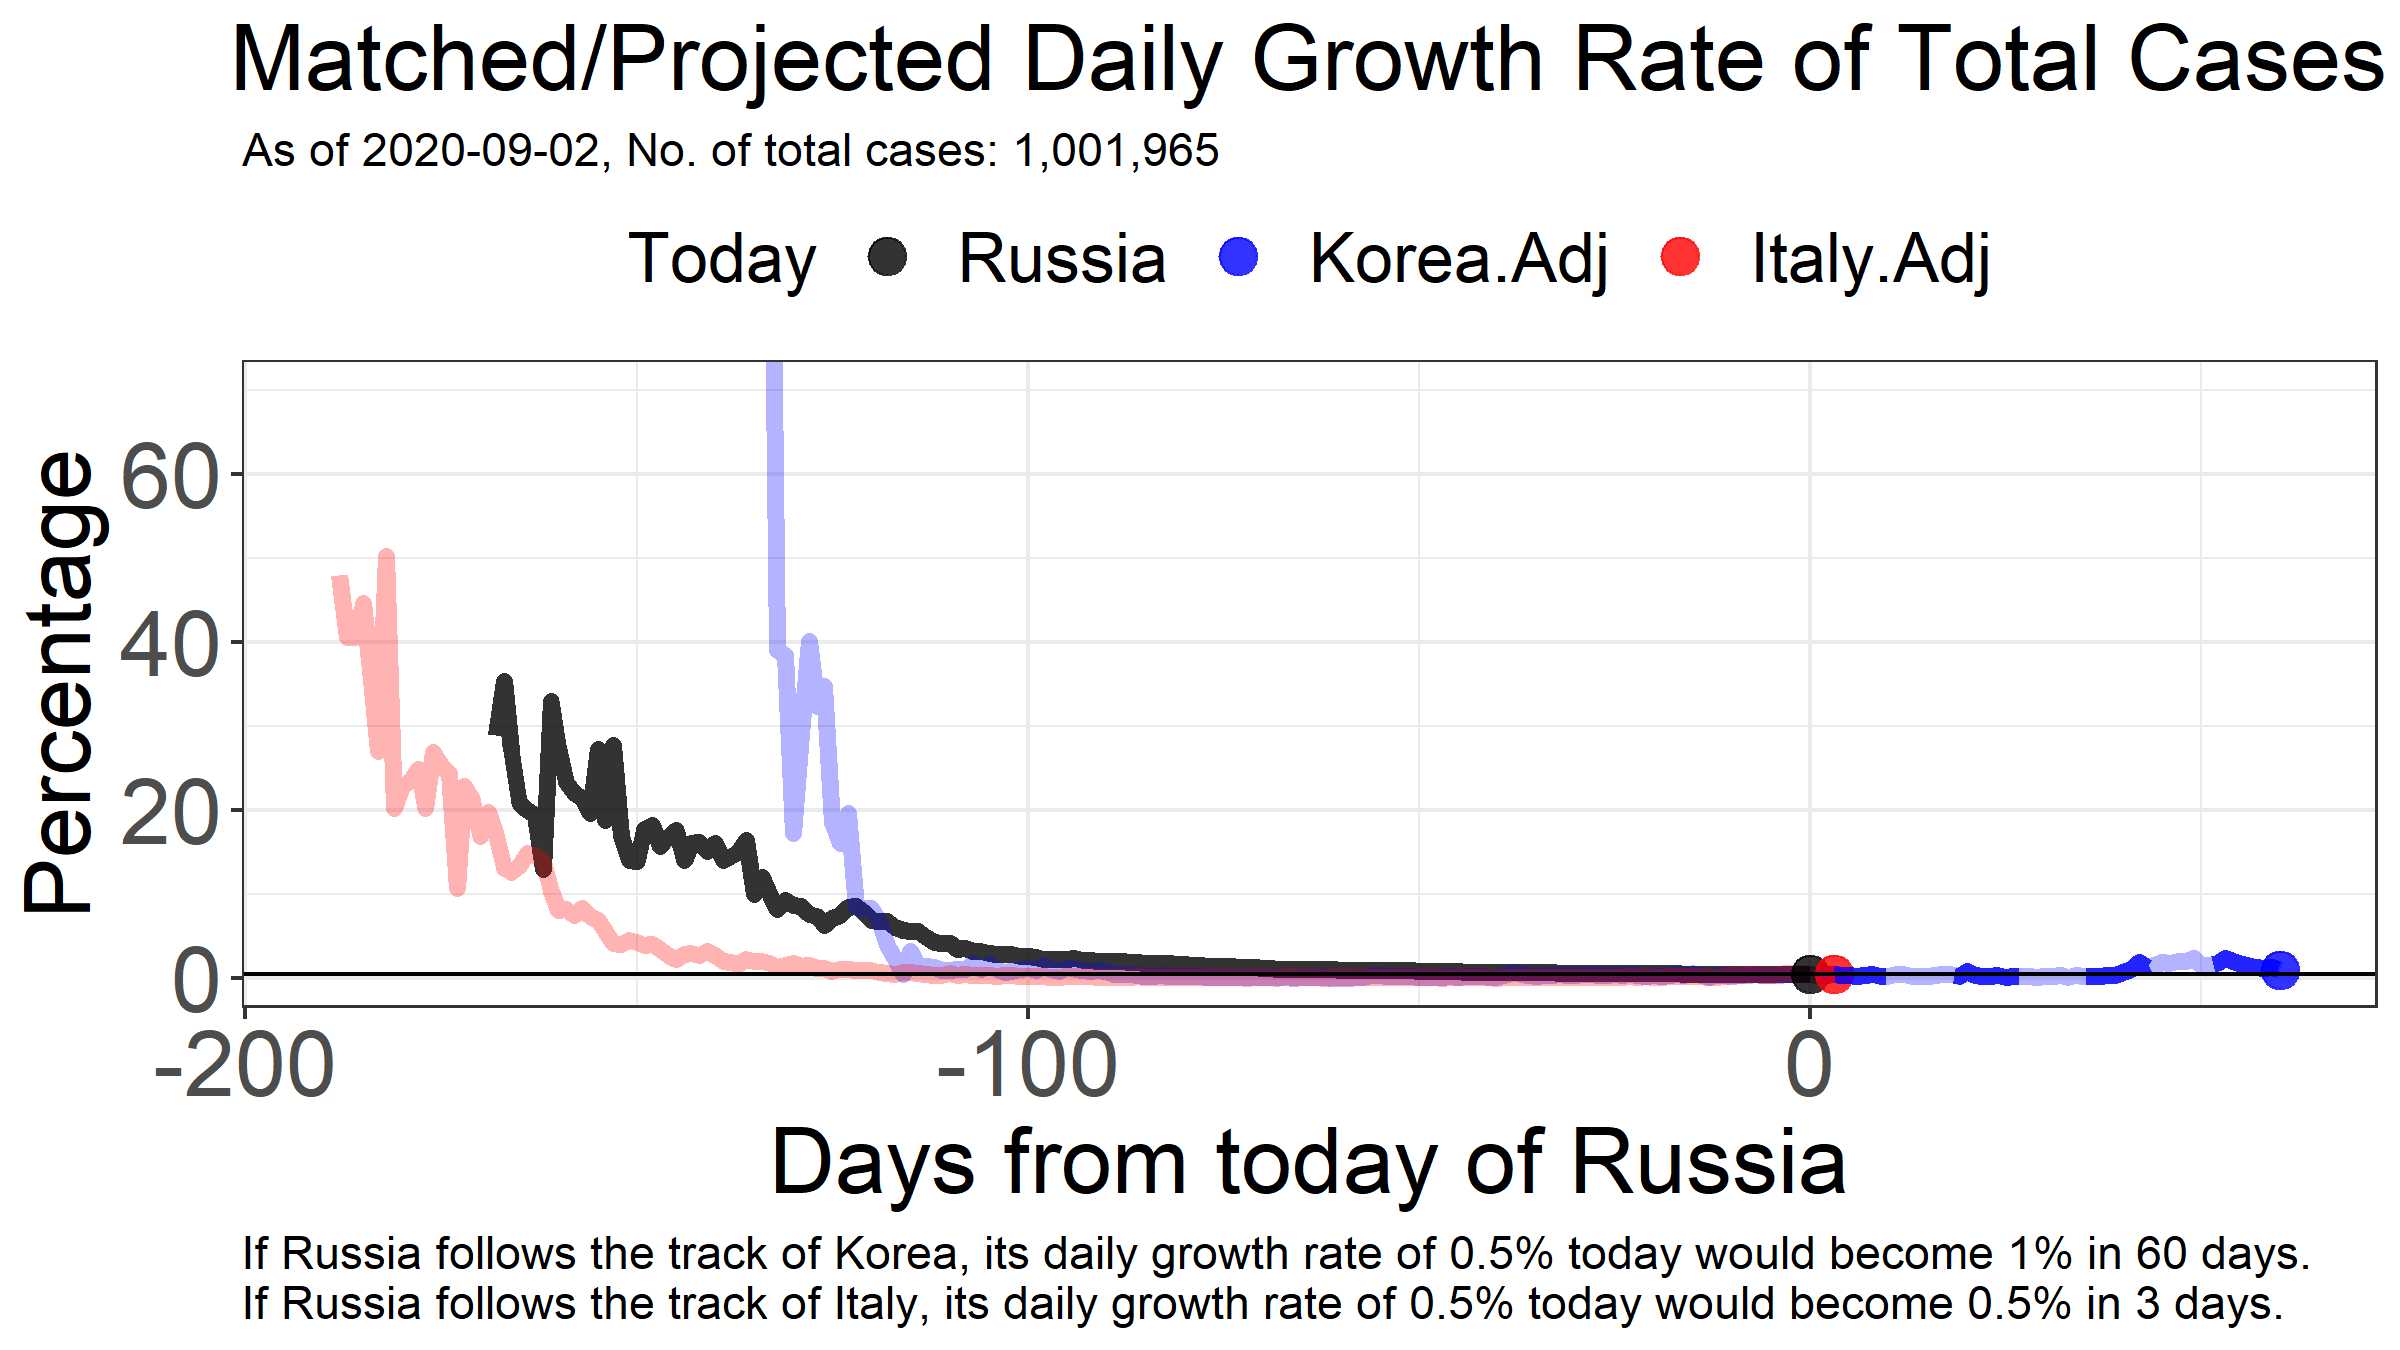 Matched/Projected Daily Growth Rate of Total Cases
As of 2020-09-02, No. of total cases: 1,001,965
Today Russia Korea.Adj Italy.Adj
Percentage
60
40
20
0
-200 -100 0
Days from today of Russia
If Russia follows the track of Korea, its daily growth rate of 0.5% today would become 1% in 60 days.
If Russia follows the track of Italy, its daily growth rate of 0.5% today would become 0.5% in 3 days.